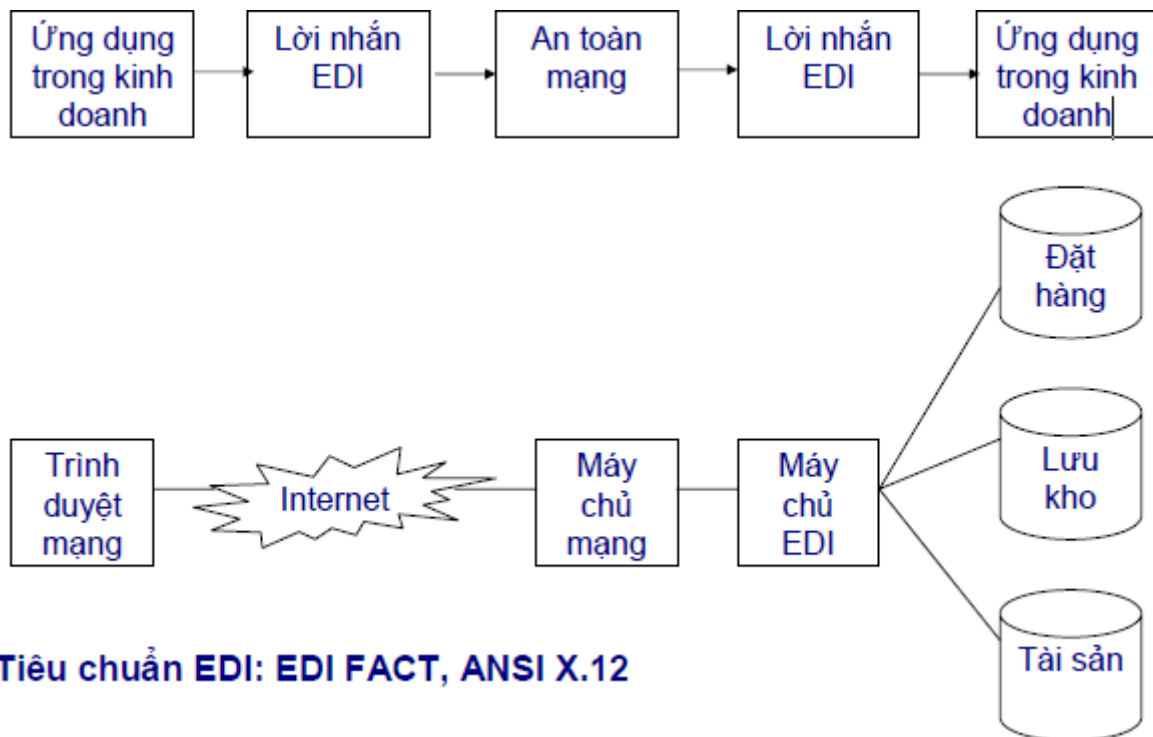 Ứng dụng
trong kinh
doanh
Lời nhắn
EDI
An toàn
mạng
Lời nhắn
EDI
Ứng dụng
trong kinh
doanh
Đặt
hàng
Trình
duyệt
mạng
Internet
Máy
chủ
mạng
Máy
chủ
EDI
Lưu
kho
Tài sản
Tiêu chuẩn EDI: EDI FACT, ANSI X.12